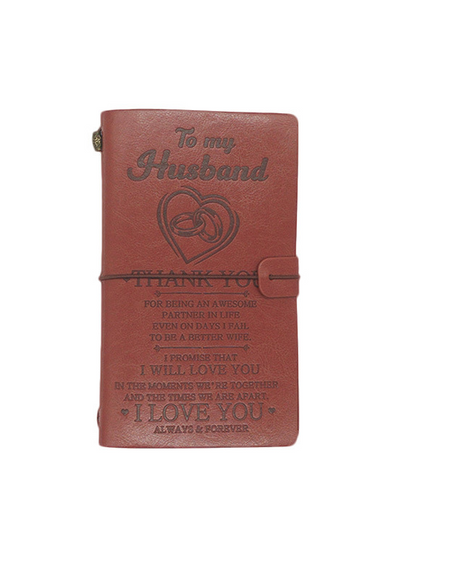 To my
Husband
THANK YOU
FOR BEING AN AWESOME
PARTNER IN LIFE
EVEN ON DAYS I FAIL
TO BE A BETTER WIFE.
I PROMISE THAT
I WILL LOVE YOU
IN THE MOMENTS WE'RE TOGETHER
AND THE TIMES WE ARE APART.
I LOVE YOU
ALWAYS & FOREVER